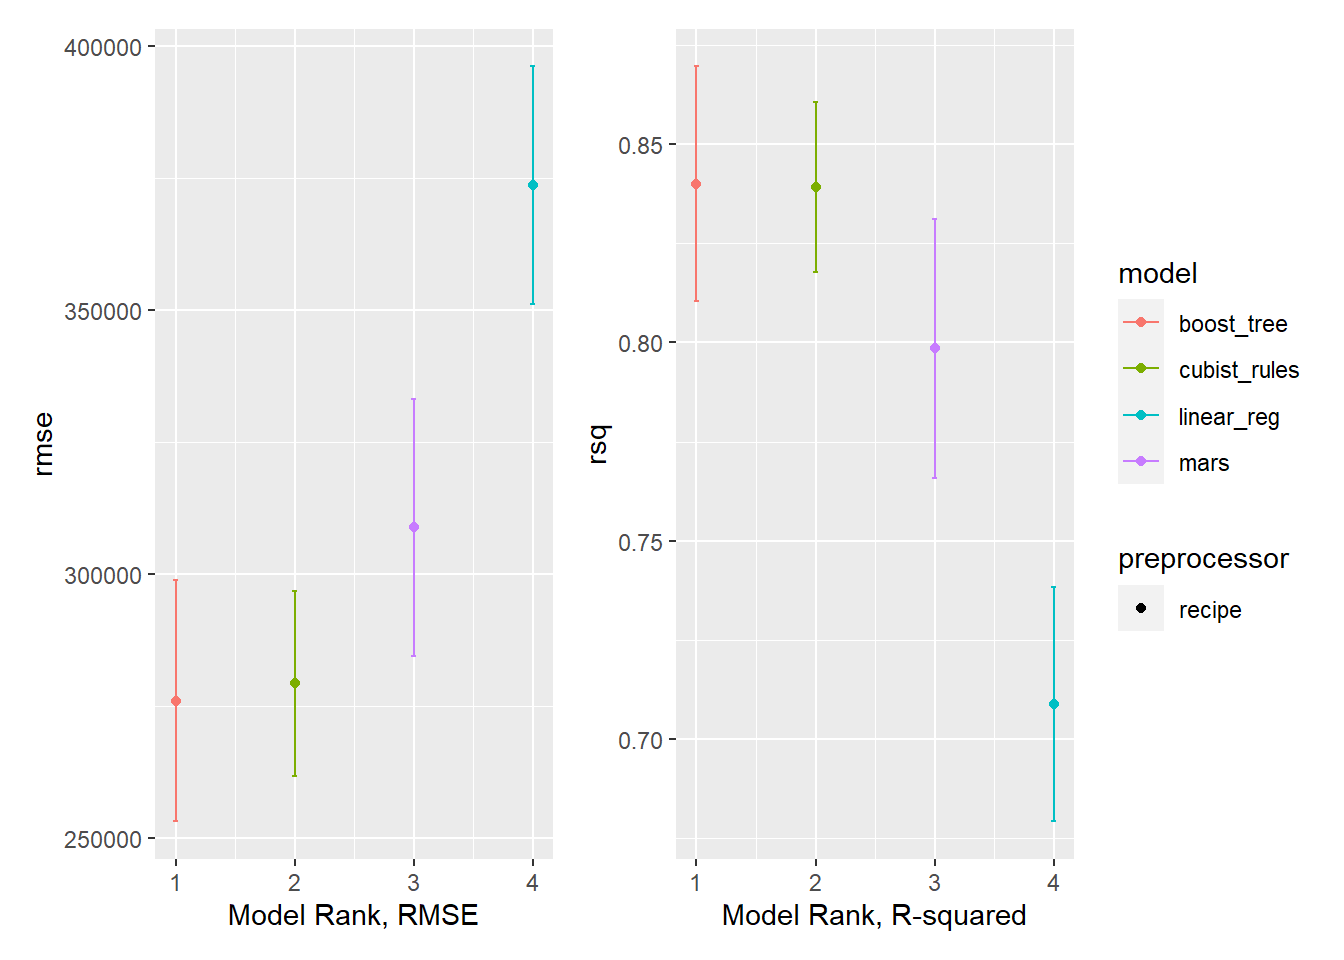 400000
350000
300000
250000
rmse
1 2 3 4
Model Rank, RMSE
0.85
0.80
0.75
0.70
rsq
1 2 3 4
Model Rank, R-squared
model
boost_tree
cubist_rules
linear_reg
mars
preprocessor
recipe